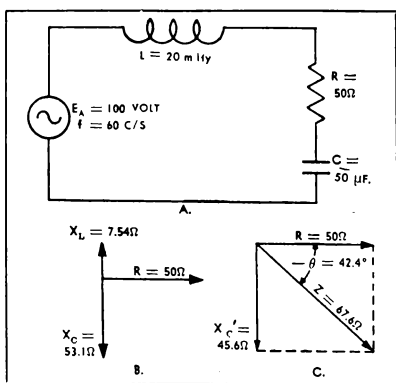 L = 20 mHy
R =
50Ω
E_A = 100 VOLT
f = 60 C/S
C =
50 μF.
A.
X_L = 7.54Ω
R = 50Ω
X_C =
53.1Ω
B.
R = 50Ω
— θ = 42.4°
Z = 67.6Ω
X_C' =
45.6Ω
C.